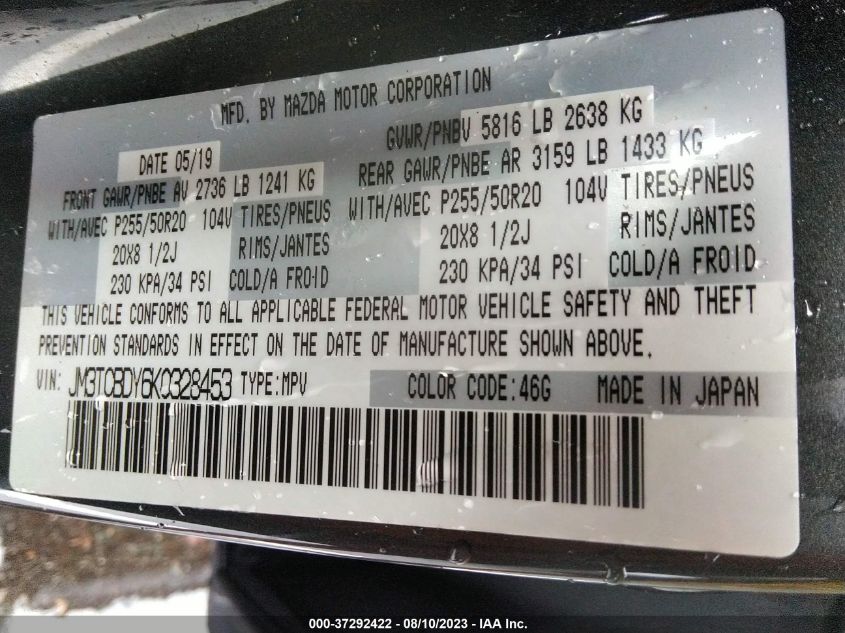 MFD. BY MAZDA MOTOR CORPORATION
DATE 05/19
GVWR/PNBV 5816 LB 2638 KG
FRONT GAWR/PNBE AV 2736 LB 1241 KG
WITH/AVEC P255/50R20 104V TIRES/PNEUS
20X8 1/2J RIMS/JANTES
230 KPA/34 PSI COLD/A FROID
REAR GAWR/PNBE AR 3159 LB 1433 KG
WITH/AVEC P255/50R20 104V TIRES/PNEUS
20X8 1/2J RIMS/JANTES
230 KPA/34 PSI COLD/A FROID
THIS VEHICLE CONFORMS TO ALL APPLICABLE FEDERAL MOTOR VEHICLE SAFETY AND THEFT
PREVENTION STANDARDS IN EFFECT ON THE DATE OF MANUFACTURE SHOWN ABOVE.
VIN: JM3TCBDY6K0328453 TYPE:MPV COLOR CODE:46G MADE IN JAPAN
000-37292422 - 08/10/2023 - IAA Inc.